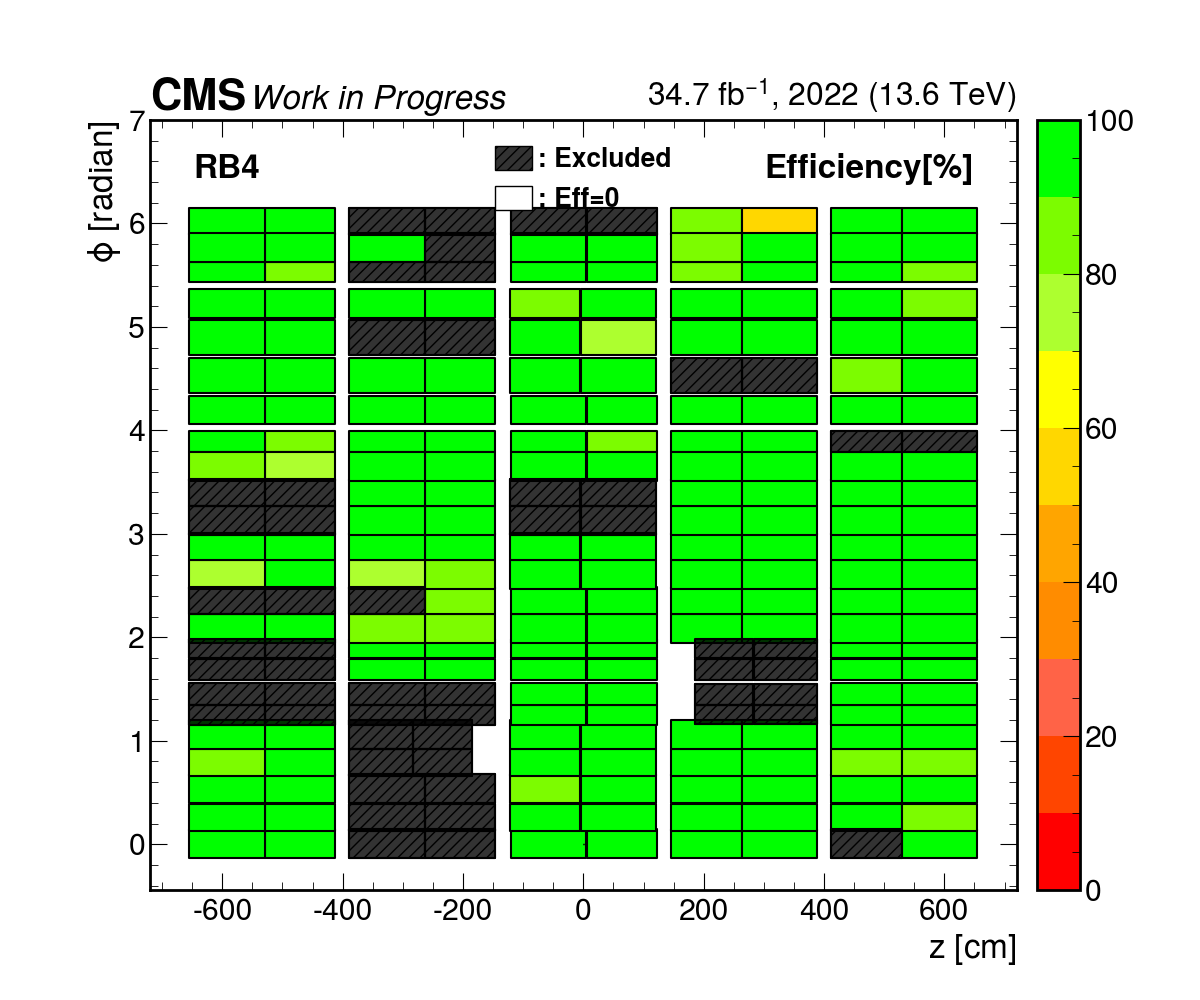 CMS Work in Progress 34.7 fb⁻¹, 2022 (13.6 TeV)
RB4
: Excluded
: Eff=0
Efficiency[%]
ϕ [radian]
7
6
5
4
3
2
1
0
-600 -400 -200 0 200 400 600
z [cm]
100
80
60
40
20
0